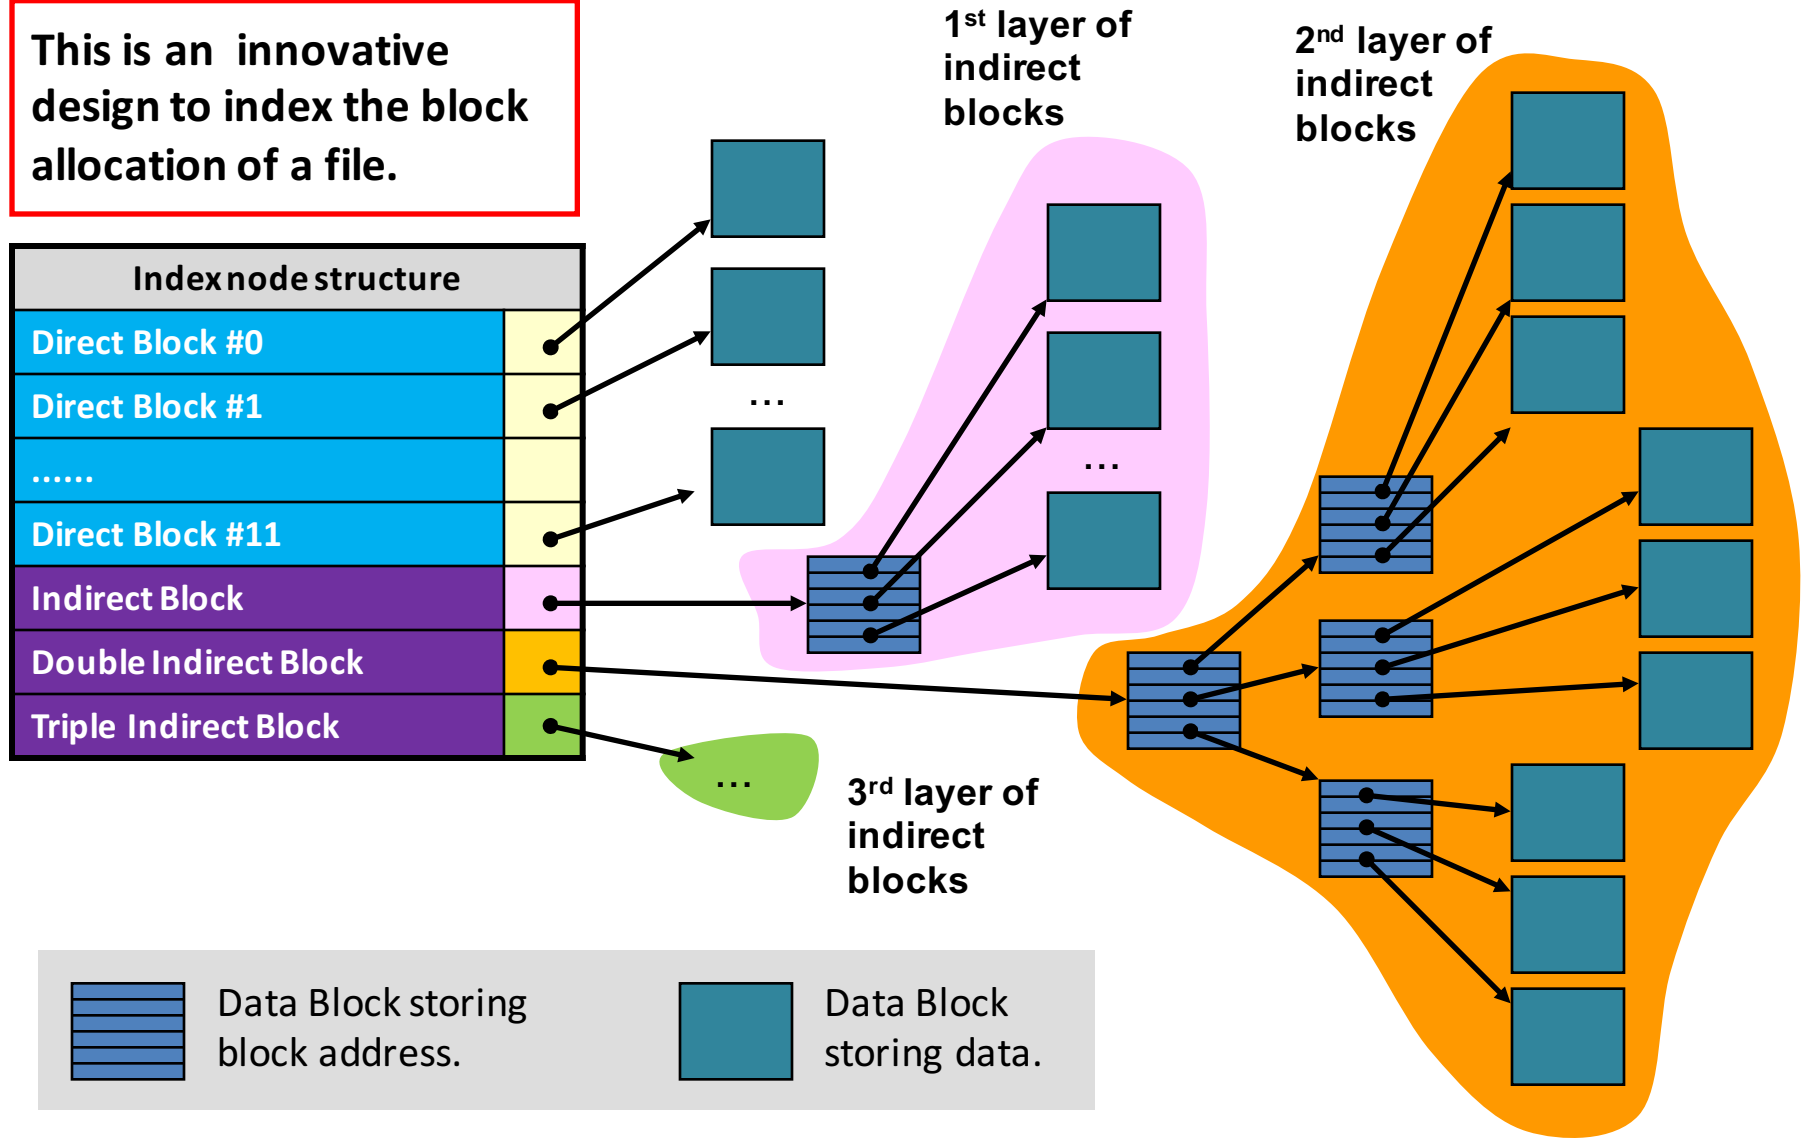 This is an innovative
design to index the block
allocation of a file.
1st layer of
indirect
blocks
2nd layer of
indirect
blocks
Index node structure
Direct Block #0
Direct Block #1
......
Direct Block #11
Indirect Block
Double Indirect Block
Triple Indirect Block
...
...
...
3rd layer of
indirect
blocks
Data Block storing
block address.
Data Block
storing data.